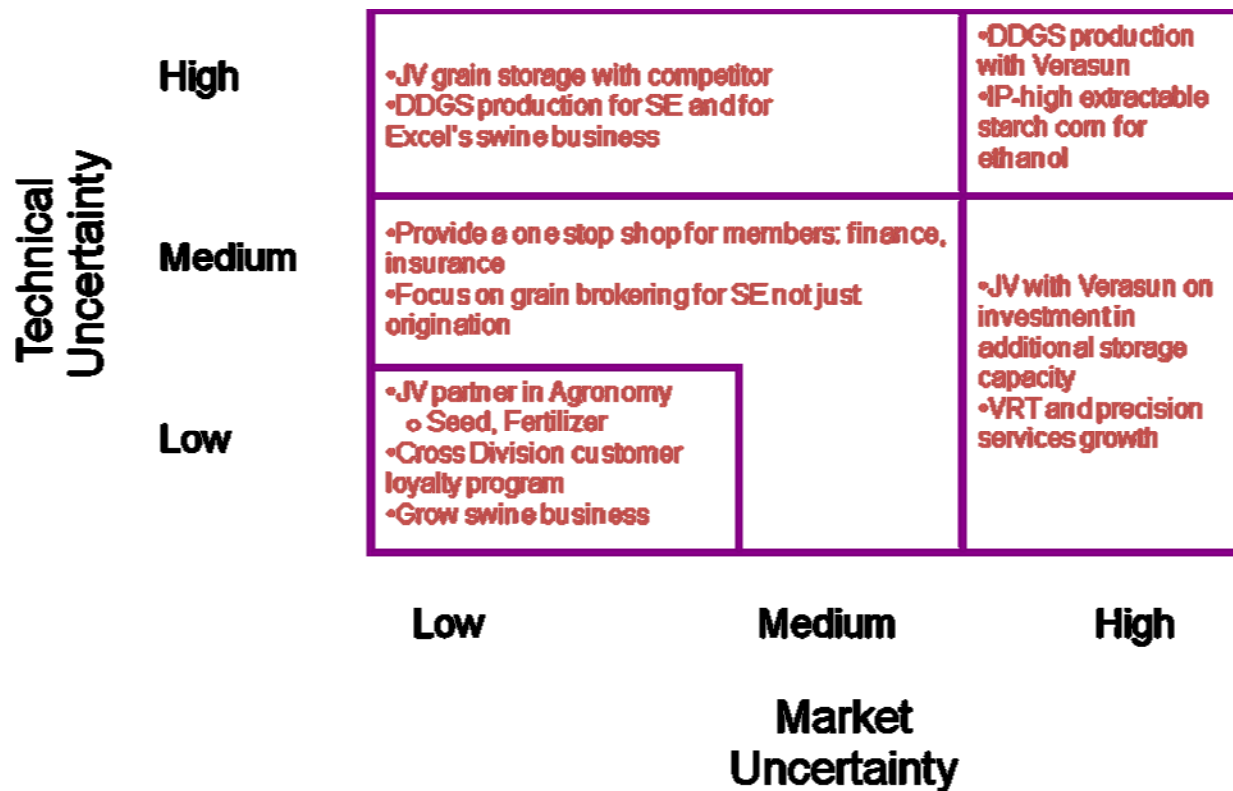 Technical
Uncertainty
High
•JV grain storage with competitor
•DDGS production for SE and for
Excel's swine business
•DDGS production
with Verasun
•IP-high extractable
starch corn for
ethanol
Medium
•Provide a one stop shop for members: finance,
insurance
•Focus on grain brokering for SE not just
origination
•JV with Verasun on
investment in
additional storage
capacity
•VRT and precision
services growth
Low
•JV partner in Agronomy
o Seed, Fertilizer
•Cross Division customer
loyalty program
•Grow swine business
Low
Medium
High
Market
Uncertainty